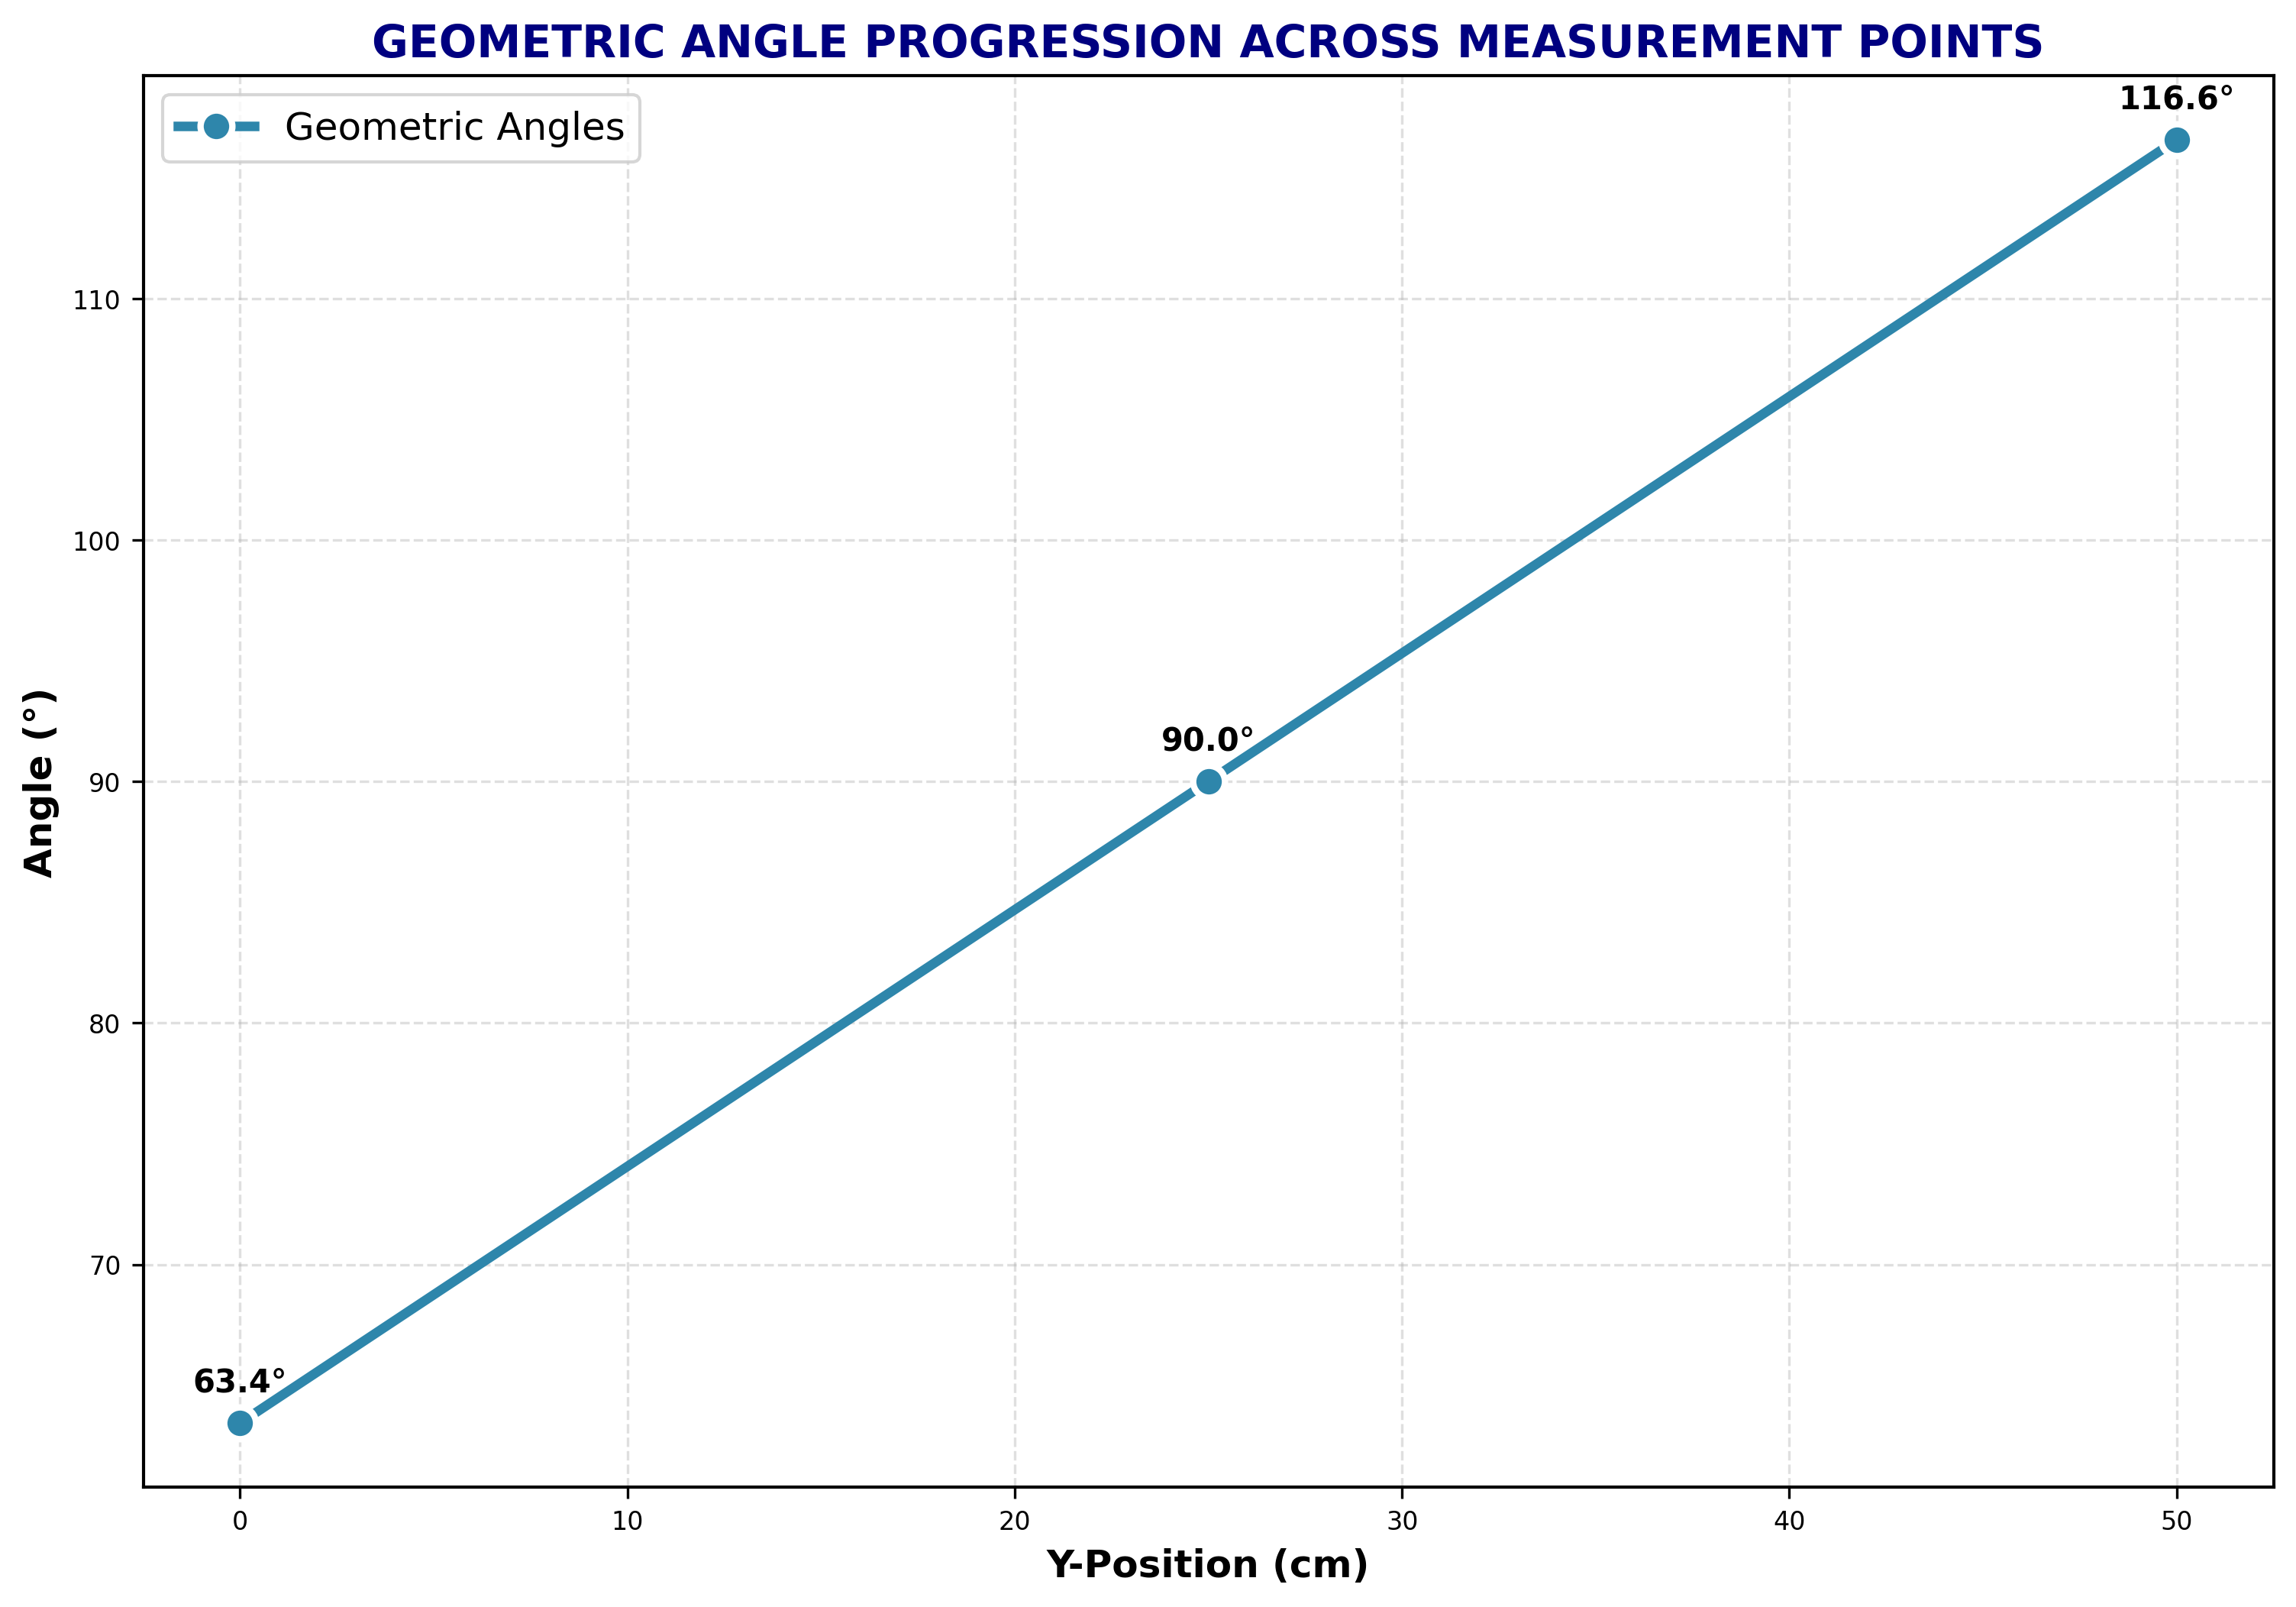 GEOMETRIC ANGLE PROGRESSION ACROSS MEASUREMENT POINTS
Geometric Angles
116.6°
110
100
Angle (°)
90.0°
90
80
70
63.4°
0 10 20 30 40 50
Y-Position (cm)